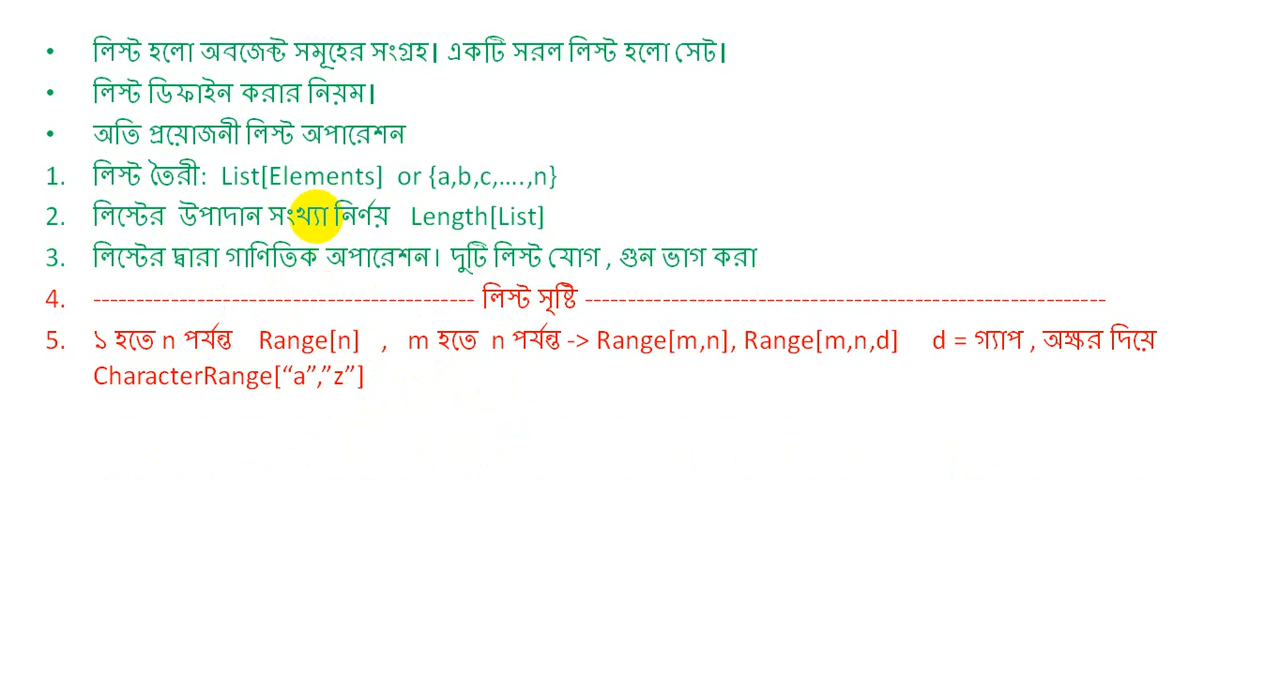 • লিস্ট হলো অবজেক্ট সমূহের সংগ্রহ। একটি সরল লিস্ট হলো সেট।
• লিস্ট ডিফাইন করার নিয়ম।
• অতি প্রয়োজনী লিস্ট অপারেশন
1. লিস্ট তৈরী: List[Elements] or {a,b,c,....,n}
2. লিস্টের উপাদান সংখ্যা নির্ণয় Length[List]
3. লিস্টের দ্বারা গাণিতিক অপারেশন। দুটি লিস্ট যোগ , গুন ভাগ করা
4. --------------------------------------------- লিস্ট সৃষ্টি -------------------------------------------------------------
5. ১ হতে n পর্যন্ত Range[n] , m হতে n পর্যন্ত -> Range[m,n], Range[m,n,d] d = গ্যাপ , অক্ষর দিয়ে
CharacterRange[“a”,”z”]